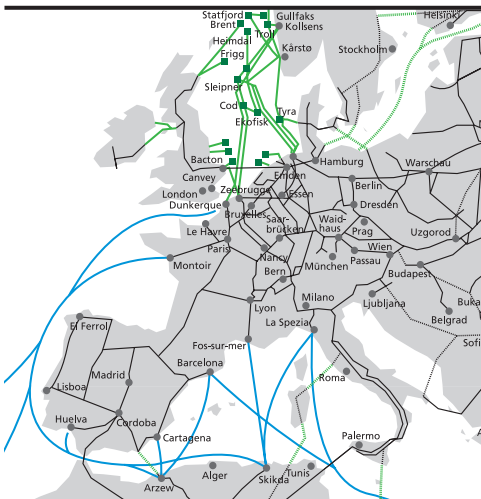 Statfjord
Gullfaks
Helsinki
Brent
Kollsens
Troll
Heimdal
Kårstø
Stockholm
Frigg
Sleipner
Cod
Tyra
Ekofisk
Bacton
Hamburg
Warschau
Canvey
Emden
Berlin
London
Zeebrugge
Essen
Dunkerque
Dresden
Bruxelles
Saar-
brücken
Waid-
haus
Prag
Uzgorod
Le Havre
Paris
Wien
Nancy
Passau
Montoir
München
Budapest
Bern
Lyon
Milano
Ljubljana
Buka
La Spezia
Belgrad
El Ferrol
Fos-sur-mer
Sofi
Barcelona
Madrid
Roma
Lisboa
Huelva
Cordoba
Cartagena
Palermo
Alger
Skikda
Tunis
Arzew